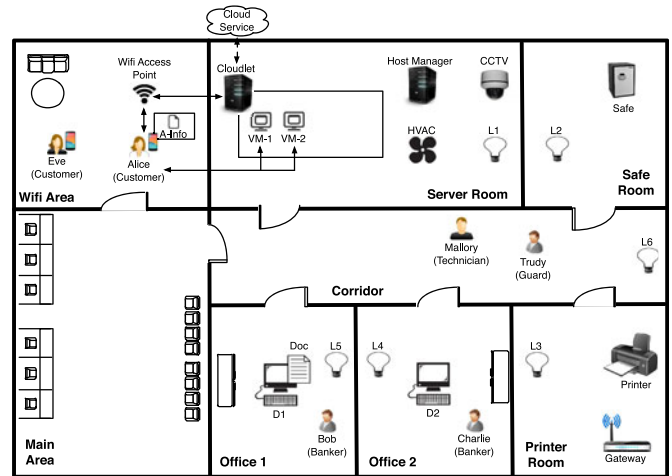 Cloud
Service
Wifi Access
Point
Cloudlet
Host Manager
CCTV
Safe
A-Info
VM-1
VM-2
HVAC
L1
L2
Eve
(Customer)
Alice
(Customer)
Wifi Area
Server Room
Safe
Room
Mallory
(Technician)
Trudy
(Guard)
L6
Corridor
Doc
L5
L4
L3
Printer
D1
D2
Bob
(Banker)
Charlie
(Banker)
Gateway
Main
Area
Office 1
Office 2
Printer
Room